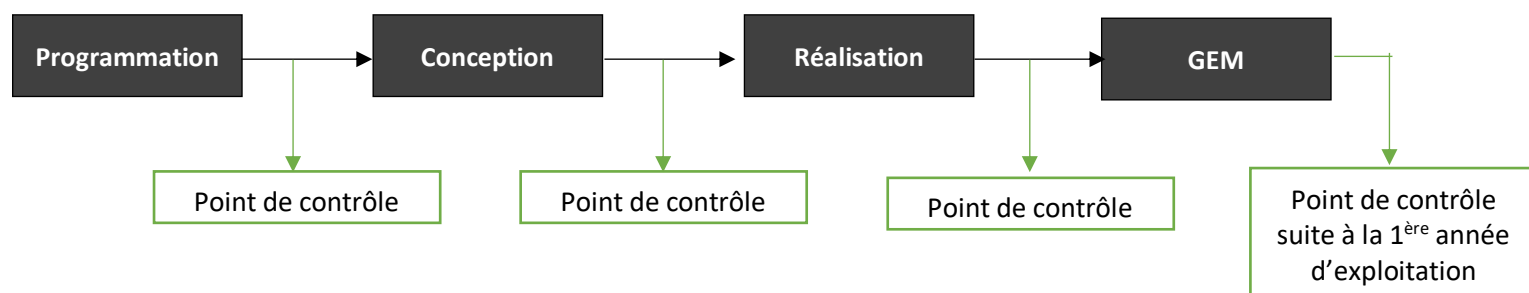 Programmation
Conception
Réalisation
GEM
Point de contrôle
Point de contrôle
Point de contrôle
Point de contrôle
suite à la 1ère année
d’exploitation